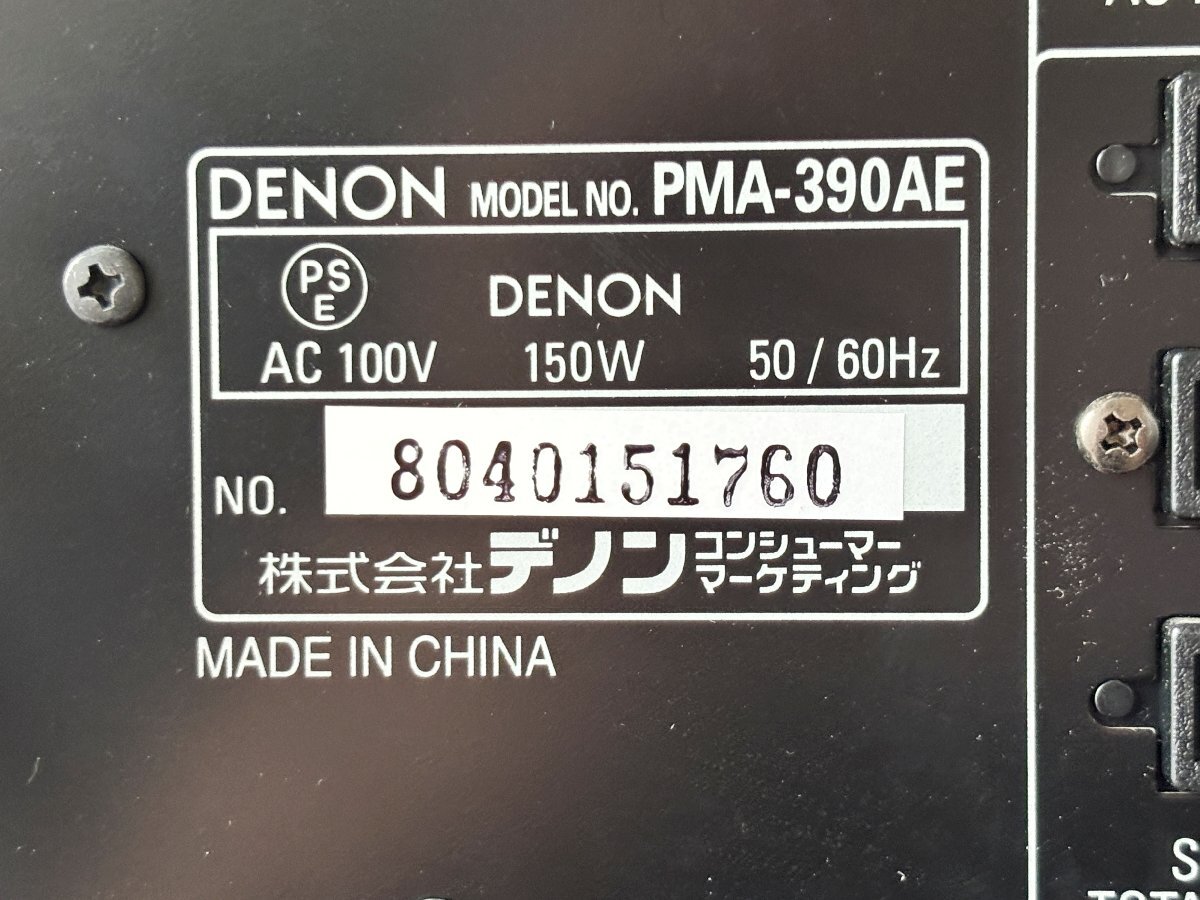 DENON MODEL NO. PMA-390AE
PSE
DENON
AC 100V 150W 50 / 60Hz
NO. 8040151760
株式会社デノン コンシューマー
マーケティング
MADE IN CHINA